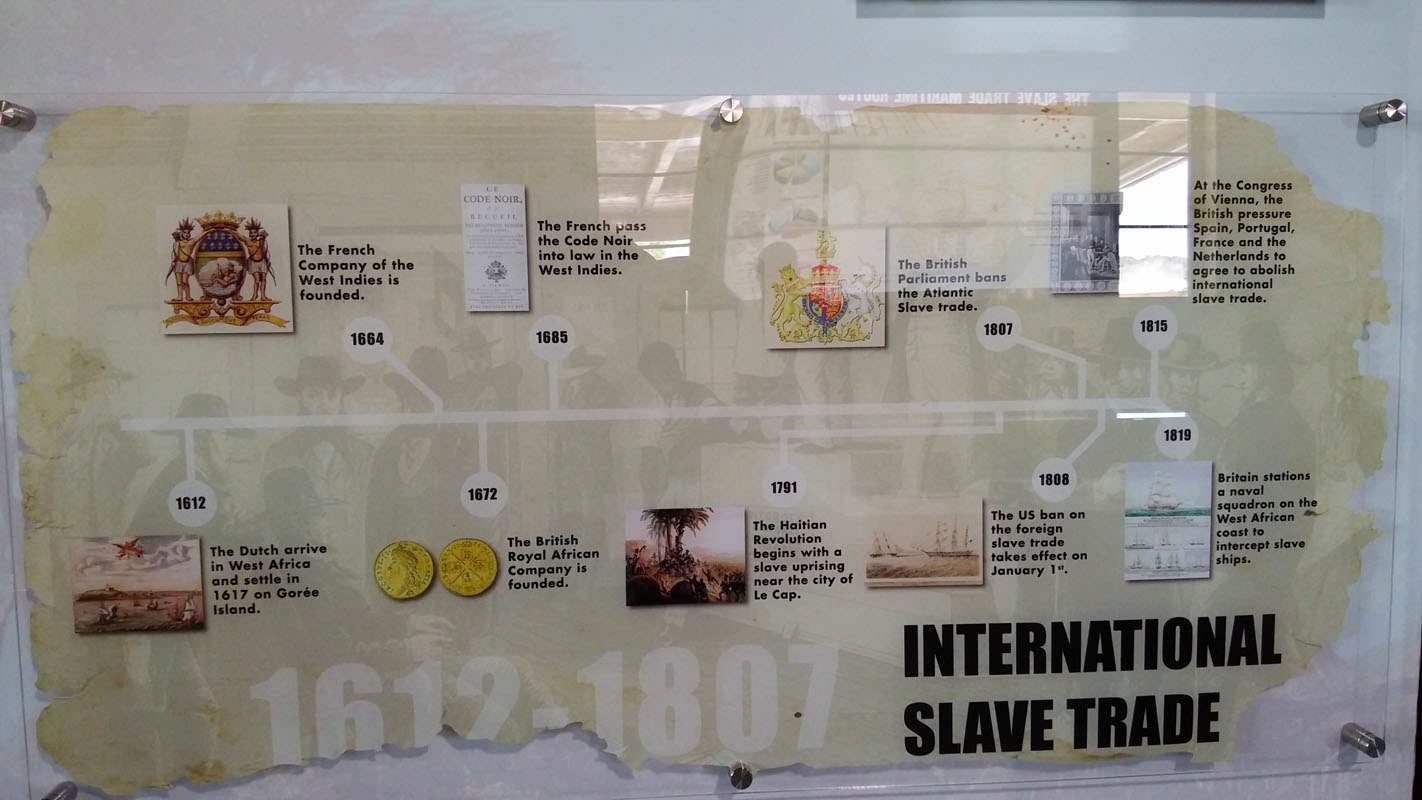 THE SLAVE TRADE MARITIME ROUTES
LE
CODE NOIR,
OU
RECUEIL
The French
Company of the
West Indies is
founded.
1664
The French pass
the Code Noir
into law in the
West Indies.
1685
The British
Parliament bans
the Atlantic
Slave trade.
1807
At the Congress
of Vienna, the
British pressure
Spain, Portugal,
France and the
Netherlands to
agree to abolish
international
slave trade.
1815
1612
The Dutch arrive
in West Africa
and settle in
1617 on Gorée
Island.
1672
The British
Royal African
Company is
founded.
1791
The Haitian
Revolution
begins with a
slave uprising
near the city of
Le Cap.
1808
The US ban on
the foreign
slave trade
takes effect on
January 1st.
1819
Britain stations
a naval
squadron on the
West African
coast to
intercept slave
ships.
1612-1807
INTERNATIONAL
SLAVE TRADE